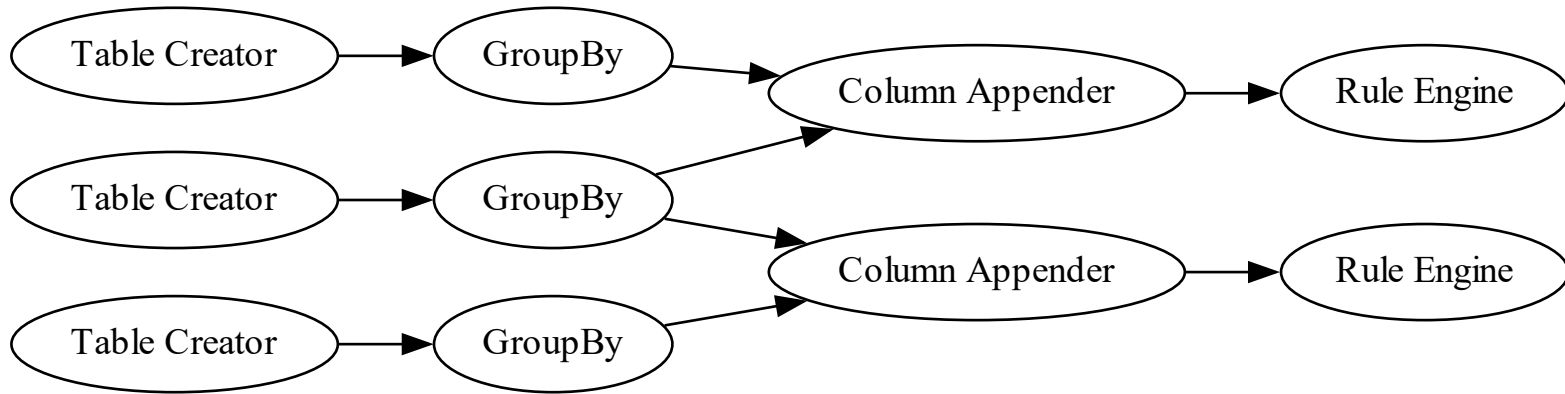 Table Creator
GroupBy
Column Appender
Rule Engine
Table Creator
GroupBy
Column Appender
Rule Engine
Table Creator
GroupBy